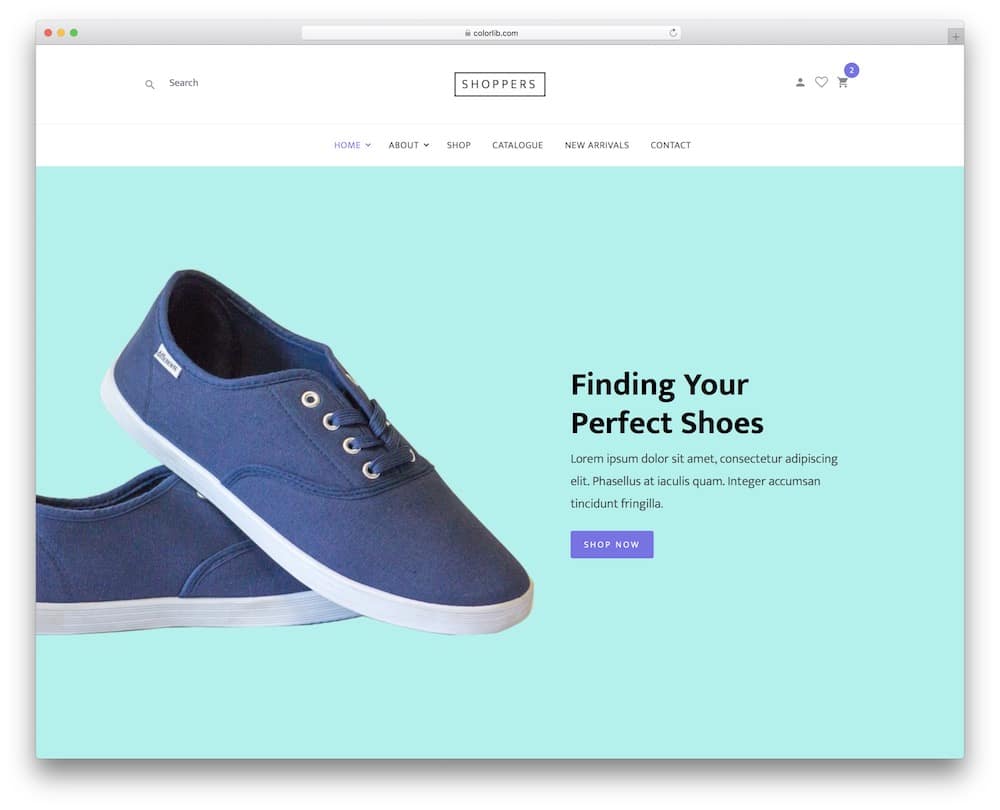 colorlib.com
Search
SHOPPERS
2
HOME
ABOUT
SHOP
CATALOGUE
NEW ARRIVALS
CONTACT
Finding Your
Perfect Shoes
Lorem ipsum dolor sit amet, consectetur adipiscing
elit. Phasellus at iaculis quam. Integer accumsan
tincidunt fringilla.
SHOP NOW